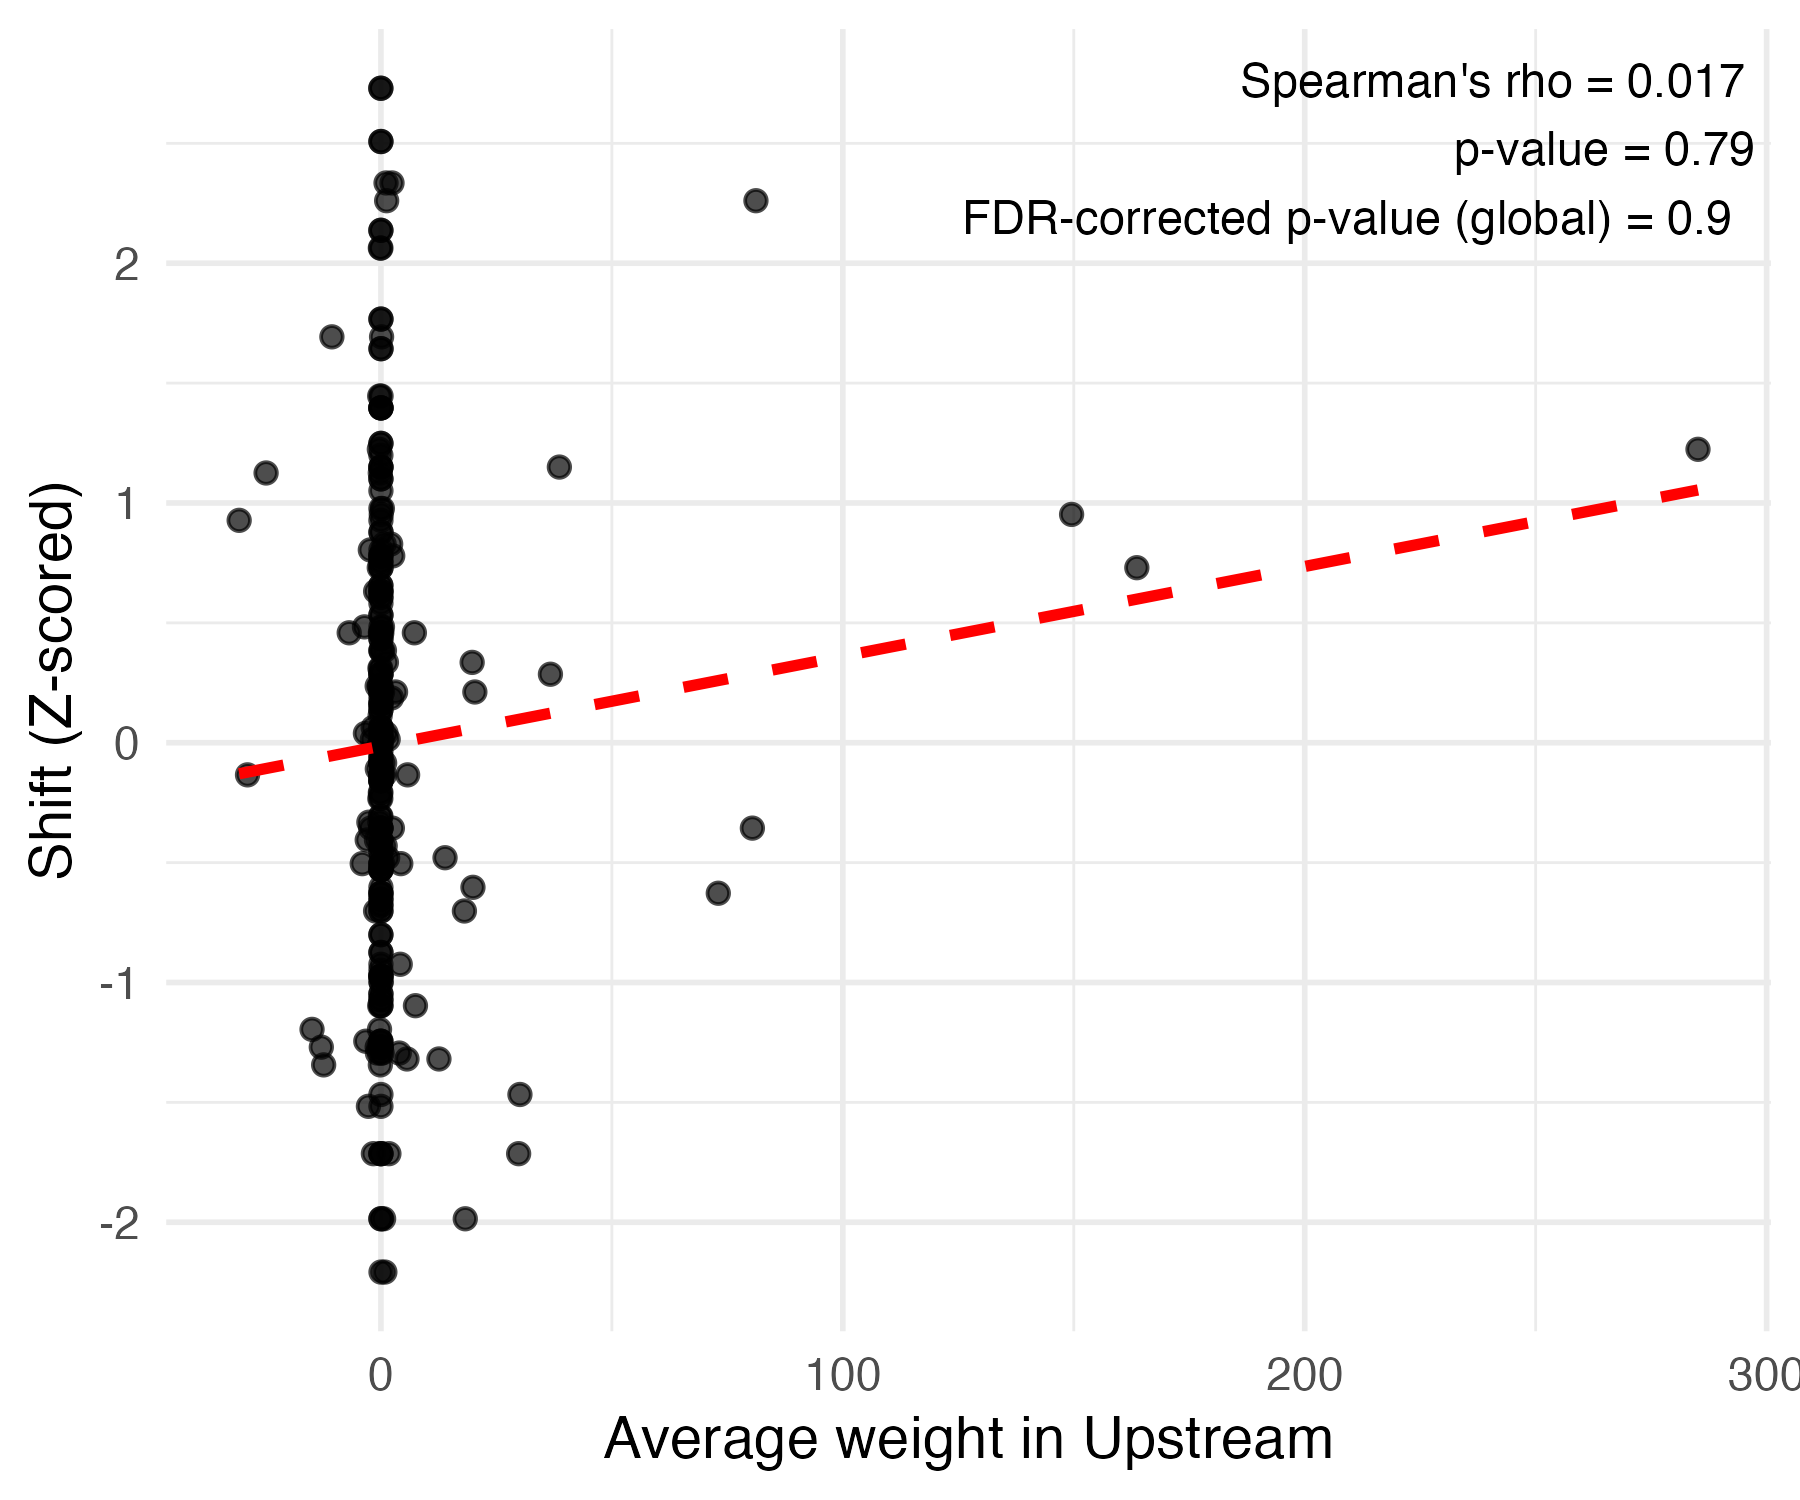 Spearman's rho = 0.017
p-value = 0.79
FDR-corrected p-value (global) = 0.9
2
1
0
-1
-2
Shift (Z-scored)
0 100 200 300
Average weight in Upstream